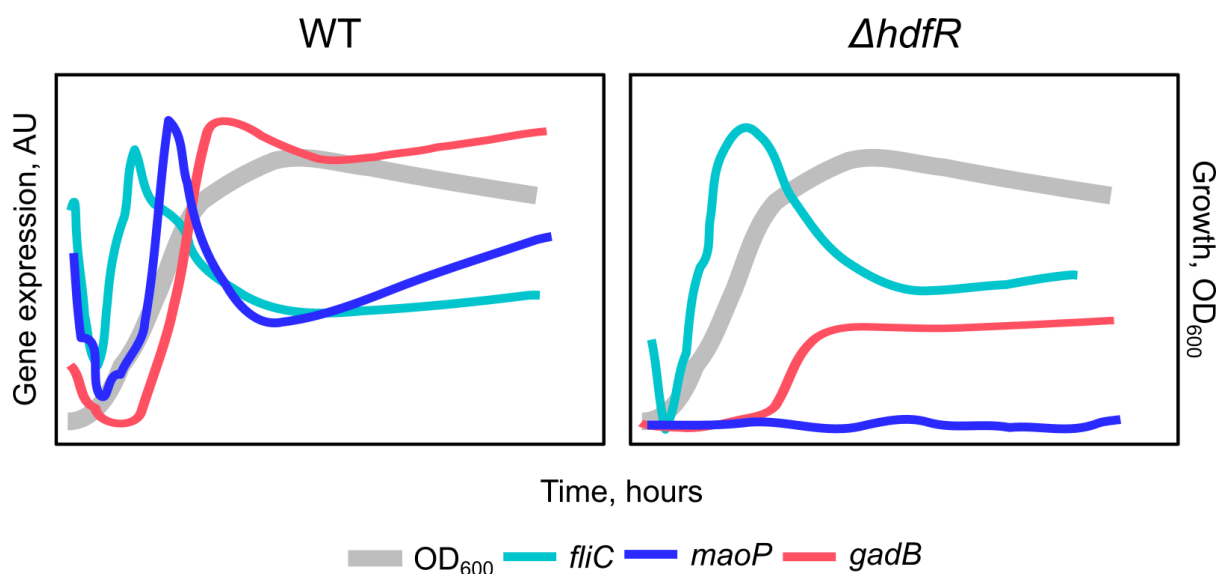 WT
ΔhdfR
Gene expression, AU
Growth, OD600
Time, hours
OD600 fliC maoP gadB